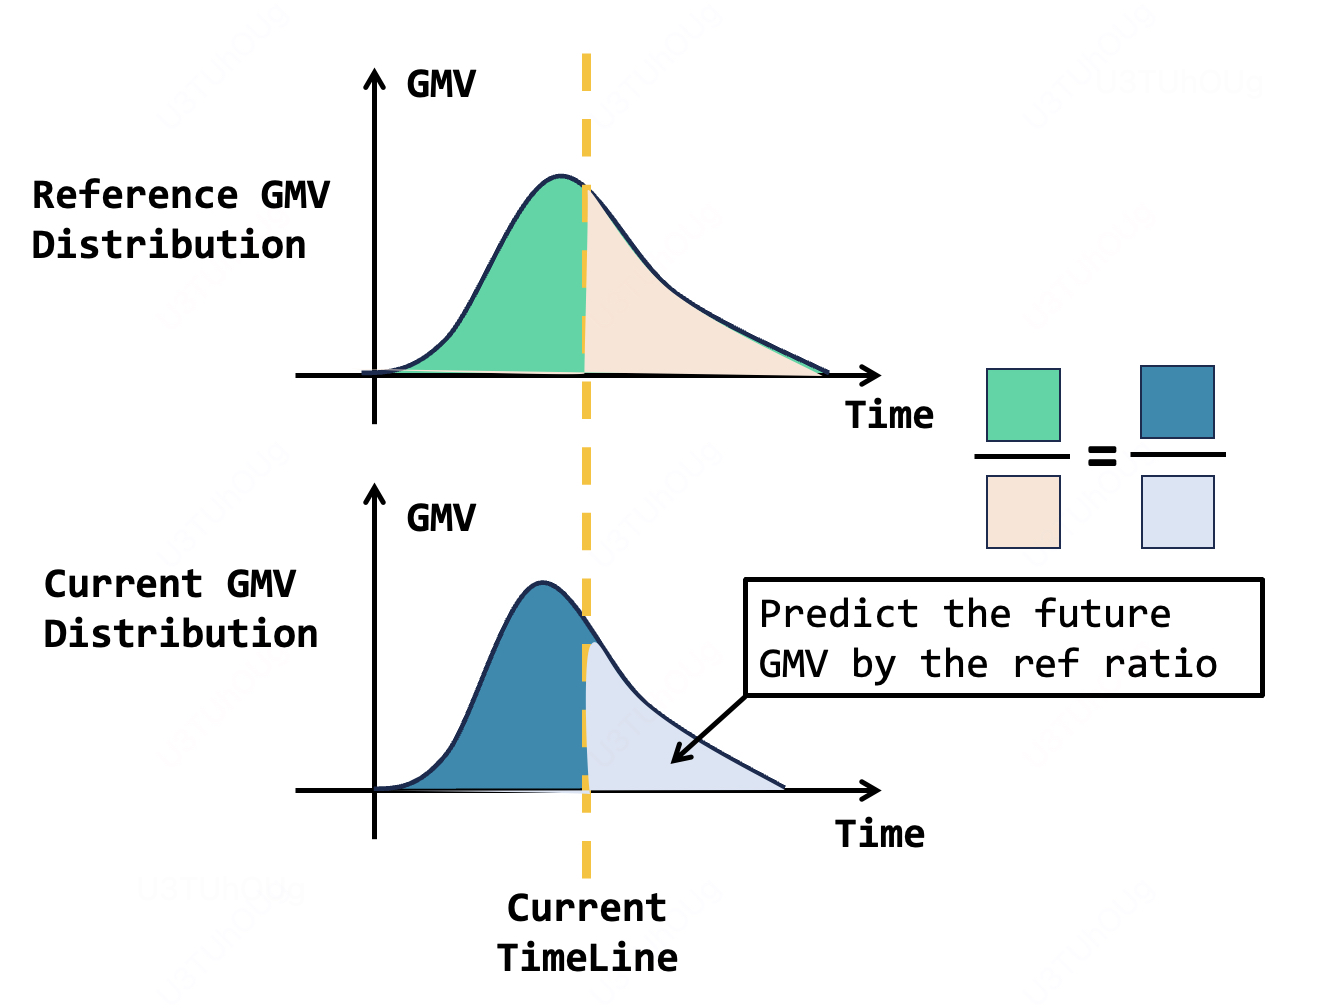 GMV
Reference GMV
Distribution
Time
GMV
Current GMV
Distribution
=
Predict the future
GMV by the ref ratio
Time
Current
TimeLine
U3TUhOUg